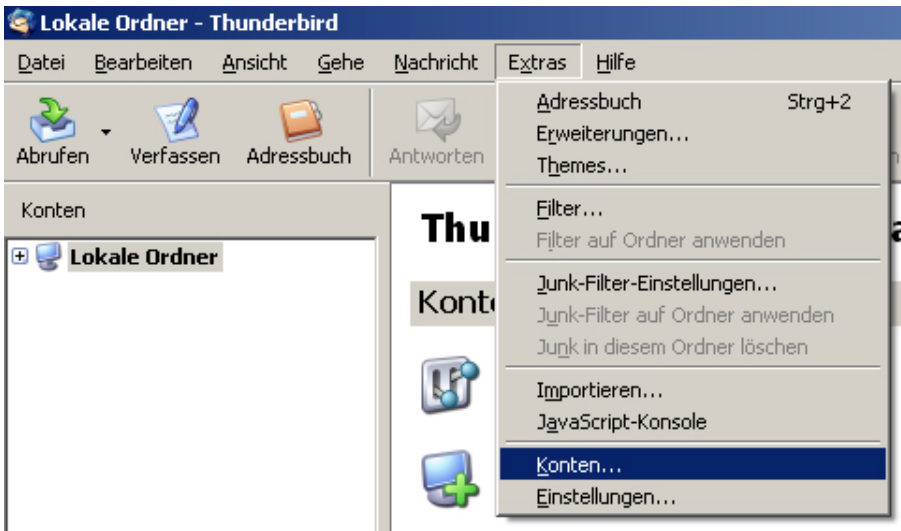 Lokale Ordner - Thunderbird
Datei Bearbeiten Ansicht Gehe Nachricht Extras Hilfe
Abrufen Verfassen Adressbuch Antworten
Adressbuch Strg+2
Erweiterungen...
Themes...
Filter...
Filter auf Ordner anwenden
Junk-Filter-Einstellungen...
Junk-Filter auf Ordner anwenden
Junk in diesem Ordner löschen
Importieren...
JavaScript-Konsole
Konten...
Einstellungen...
Konten
Lokale Ordner
Thu
Konte